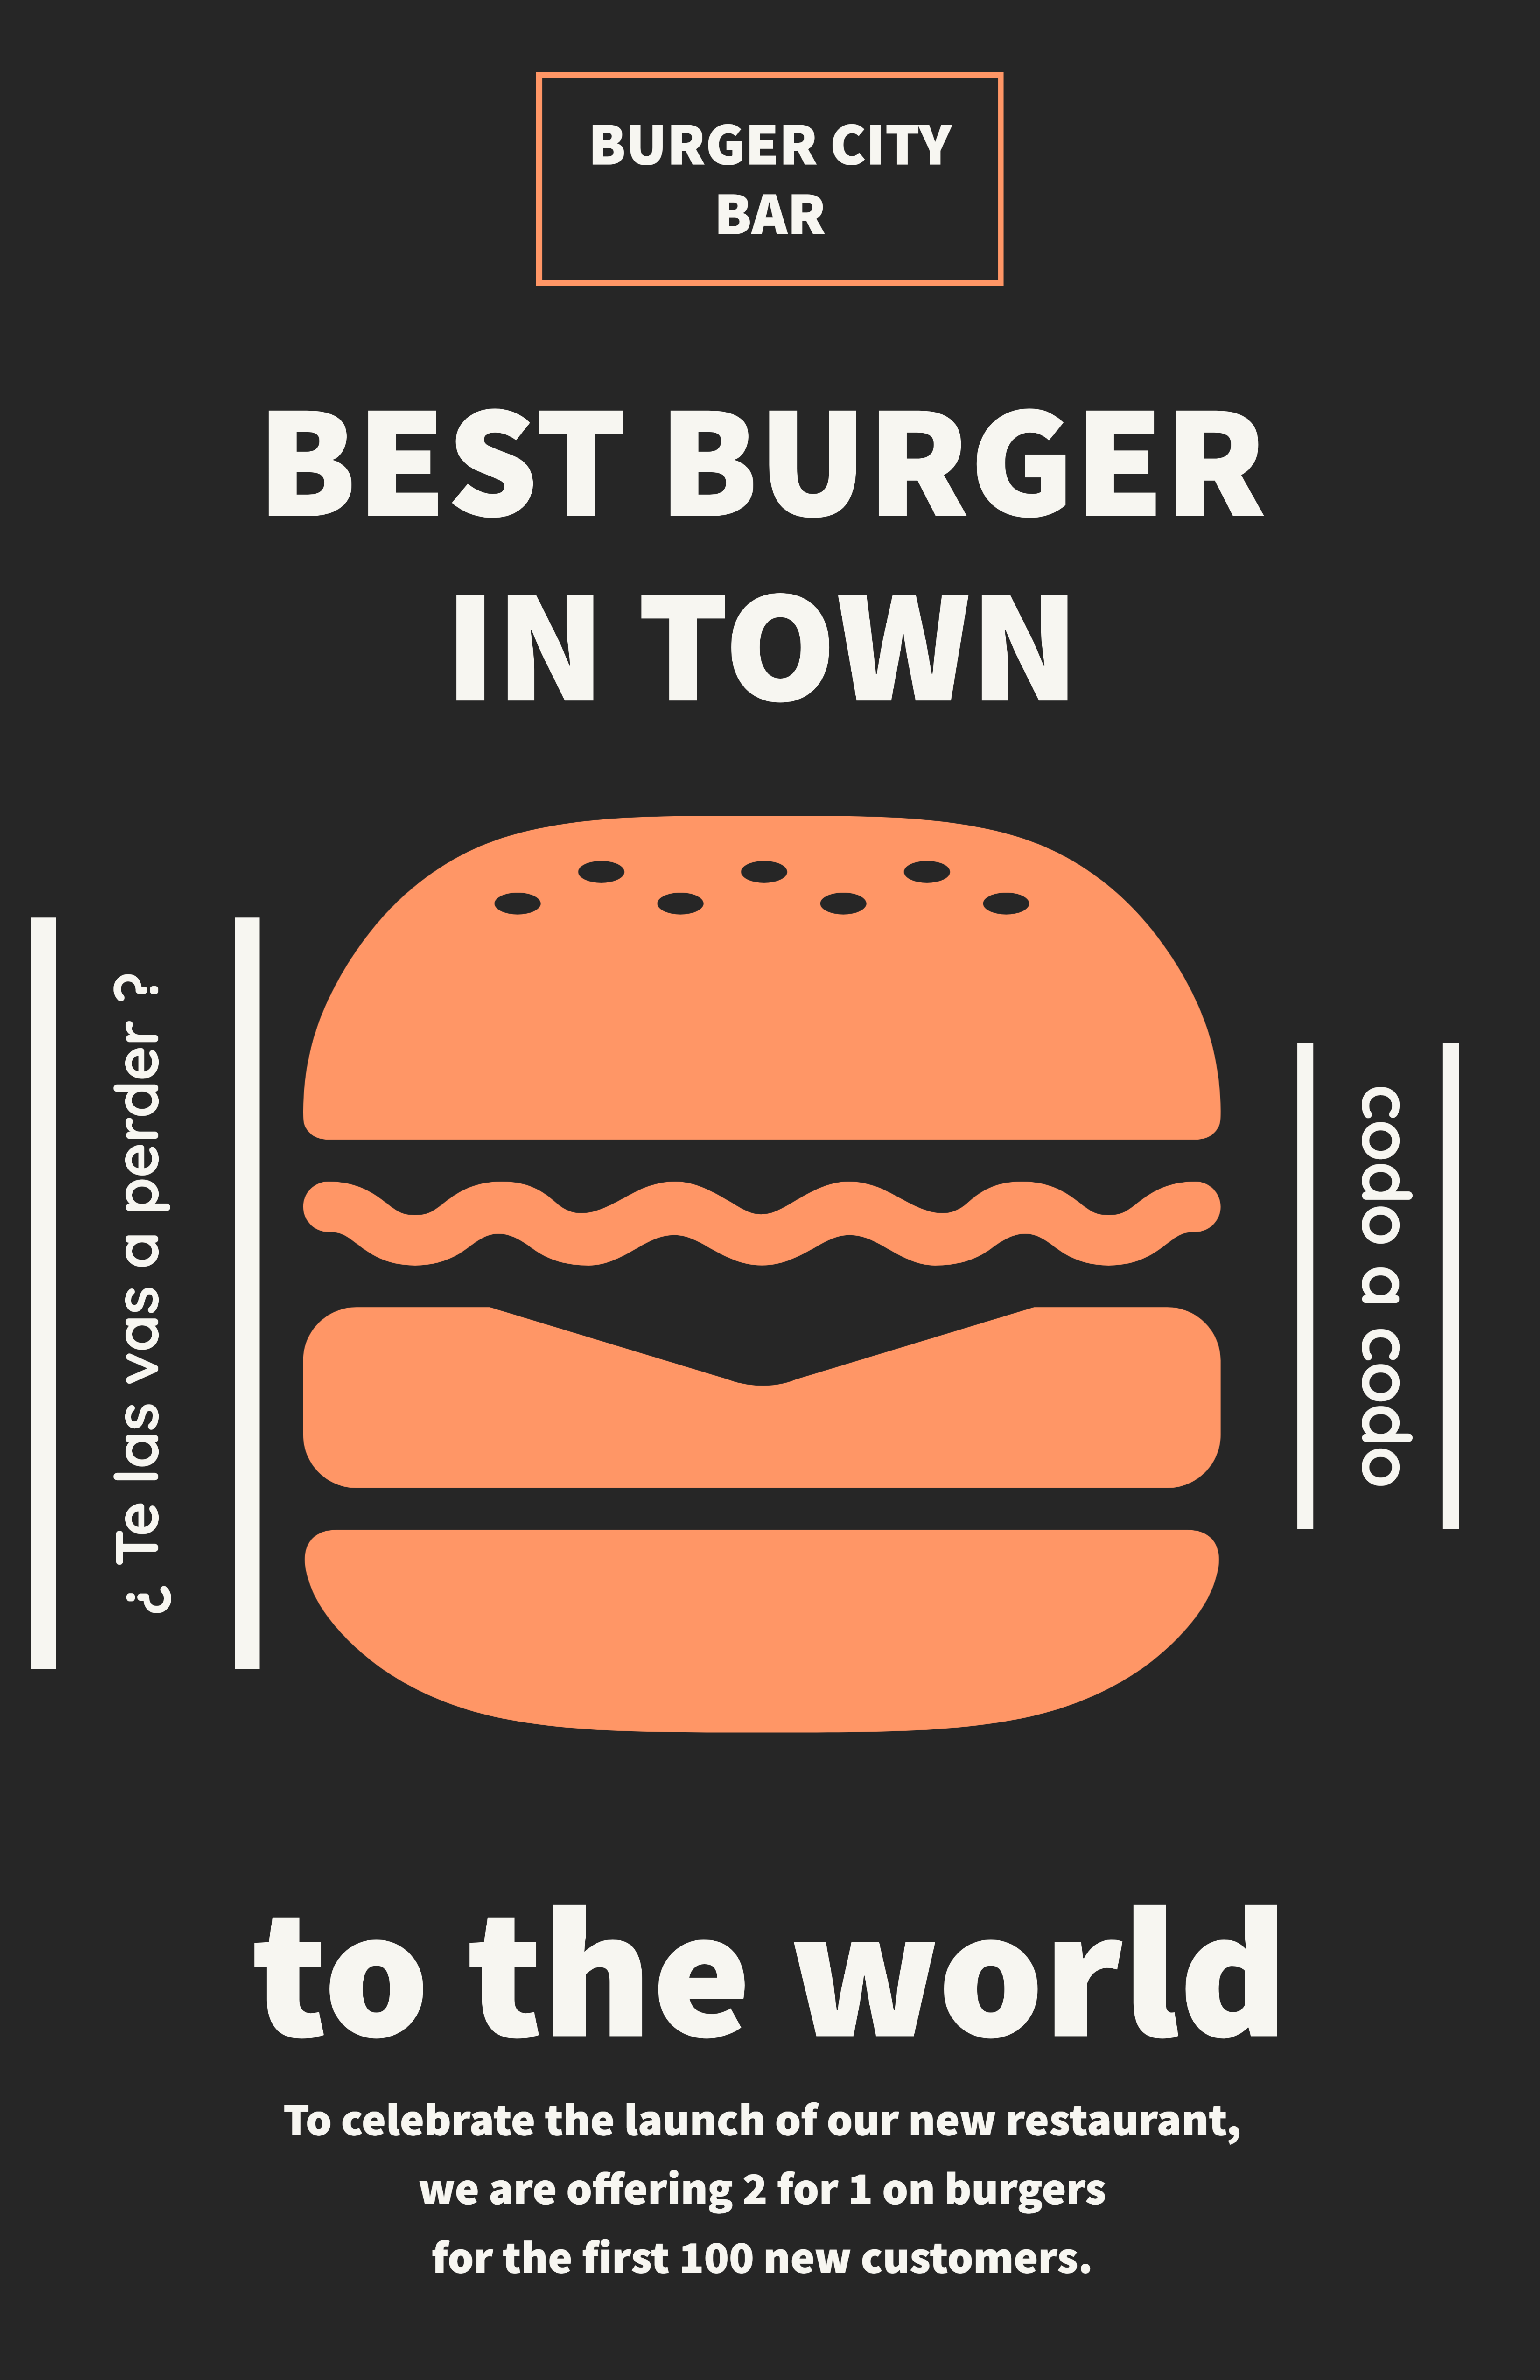 BURGER CITY
BAR
BEST BURGER
IN TOWN
¿ Te las vas a perder ?
codo a codo
to the world
To celebrate the launch of our new restaurant,
we are offering 2 for 1 on burgers
for the first 100 new customers.